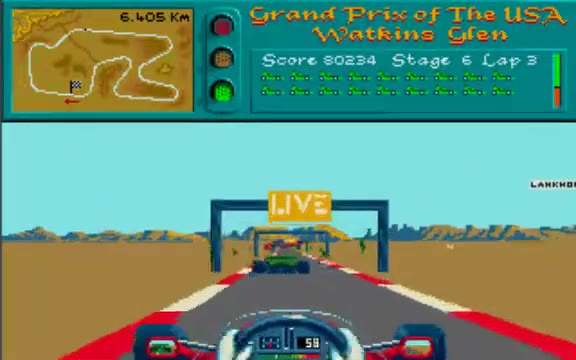 6.405 KM
Grand Prix of The USA
Watkins Glen
Score 80234 Stage 6 Lap 3
LIVE
59